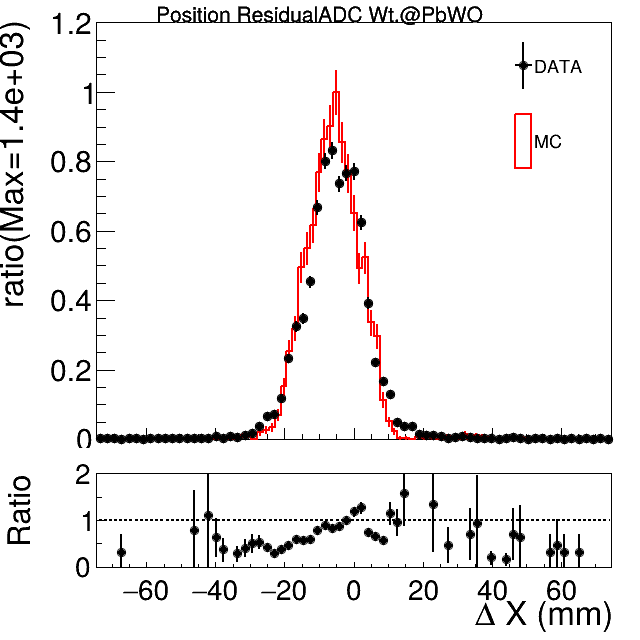 Position ResidualADC Wt.@PbWO
ratio(Max=1.4e+03)
1.2
1
0.8
0.6
0.4
0.2
0
DATA
MC
Ratio
2
1
0
−60 −40 −20 0 20 40 60
Δ X (mm)